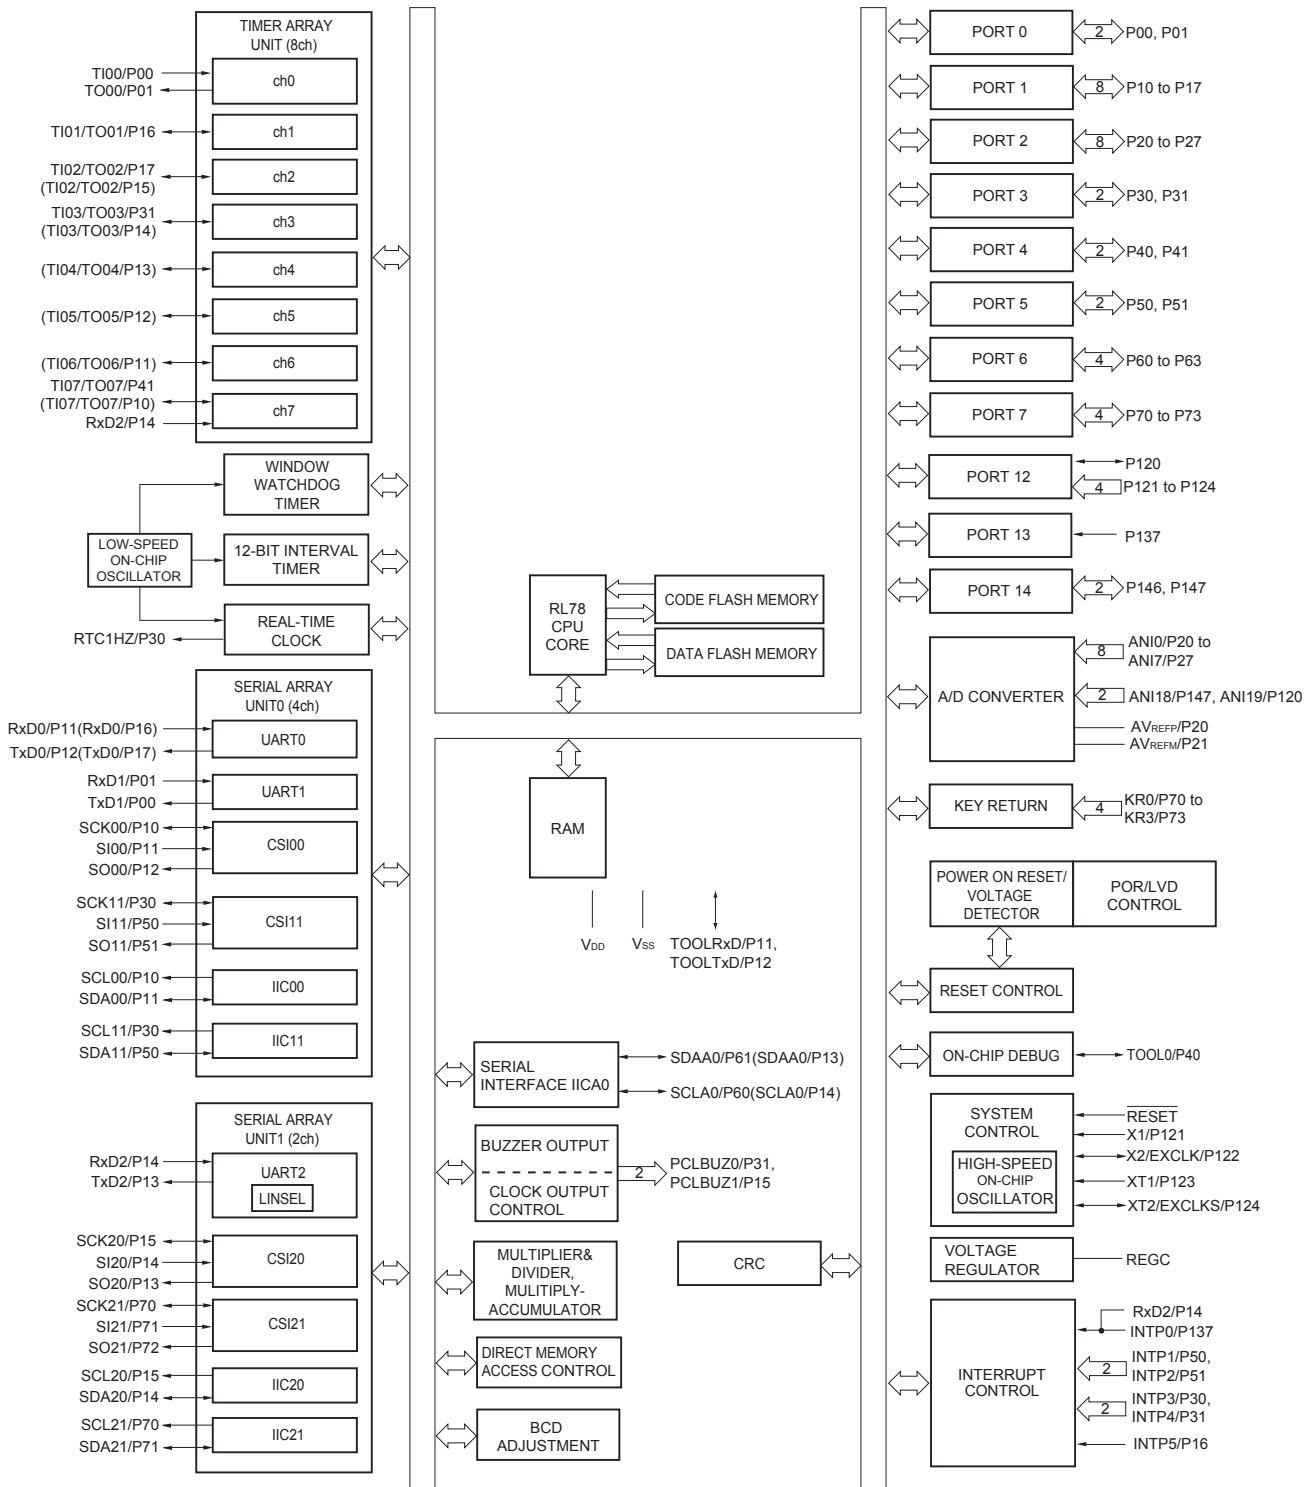 TIMER ARRAY
UNIT (8ch)
TI00/P00
TO00/P01
ch0
TI01/TO01/P16
ch1
TI02/TO02/P17
(TI02/TO02/P15)
ch2
TI03/TO03/P31
(TI03/TO03/P14)
ch3
(TI04/TO04/P13)
ch4
(TI05/TO05/P12)
ch5
(TI06/TO06/P11)
ch6
TI07/TO07/P41
(TI07/TO07/P10)
RxD2/P14
ch7
WINDOW
WATCHDOG
TIMER
LOW-SPEED
ON-CHIP
OSCILLATOR
12-BIT INTERVAL
TIMER
RTC1HZ/P30
REAL-TIME
CLOCK
SERIAL ARRAY
UNIT0 (4ch)
RxD0/P11(RxD0/P16)
TxD0/P12(TxD0/P17)
UART0
RxD1/P01
TxD1/P00
UART1
SCK00/P10
SI00/P11
SO00/P12
CSI00
SCK11/P30
SI11/P50
SO11/P51
CSI11
SCL00/P10
SDA00/P11
IIC00
SCL11/P30
SDA11/P50
IIC11
SERIAL ARRAY
UNIT1 (2ch)
RxD2/P14
TxD2/P13
UART2
LINSEL
SCK20/P15
SI20/P14
SO20/P13
CSI20
SCK21/P70
SI21/P71
SO21/P72
CSI21
SCL20/P15
SDA20/P14
IIC20
SCL21/P70
SDA21/P71
IIC21
RL78
CPU
CORE
CODE FLASH MEMORY
DATA FLASH MEMORY
RAM
VDD
VSS
TOOLRxD/P11,
TOOLTxD/P12
SERIAL
INTERFACE IICA0
SDAA0/P61(SDAA0/P13)
SCLA0/P60(SCLA0/P14)
BUZZER OUTPUT
CLOCK OUTPUT
CONTROL
2
PCLBUZ0/P31,
PCLBUZ1/P15
MULTIPLIER&
DIVIDER,
MULITIPLY-
ACCUMULATOR
CRC
DIRECT MEMORY
ACCESS CONTROL
BCD
ADJUSTMENT
PORT 0
2
P00, P01
PORT 1
8
P10 to P17
PORT 2
8
P20 to P27
PORT 3
2
P30, P31
PORT 4
2
P40, P41
PORT 5
2
P50, P51
PORT 6
4
P60 to P63
PORT 7
4
P70 to P73
PORT 12
P120
4
P121 to P124
PORT 13
P137
PORT 14
2
P146, P147
A/D CONVERTER
8
ANI0/P20 to
ANI7/P27
2
ANI18/P147, ANI19/P120
AVREFP/P20
AVREFM/P21
KEY RETURN
4
KR0/P70 to
KR3/P73
POWER ON RESET/
VOLTAGE
DETECTOR
POR/LVD
CONTROL
RESET CONTROL
ON-CHIP DEBUG
TOOL0/P40
SYSTEM
CONTROL
HIGH-SPEED
ON-CHIP
OSCILLATOR
RESET
X1/P121
X2/EXCLK/P122
XT1/P123
XT2/EXCLKS/P124
VOLTAGE
REGULATOR
REGC
INTERRUPT
CONTROL
RxD2/P14
INTP0/P137
2
INTP1/P50,
INTP2/P51
2
INTP3/P30,
INTP4/P31
INTP5/P16